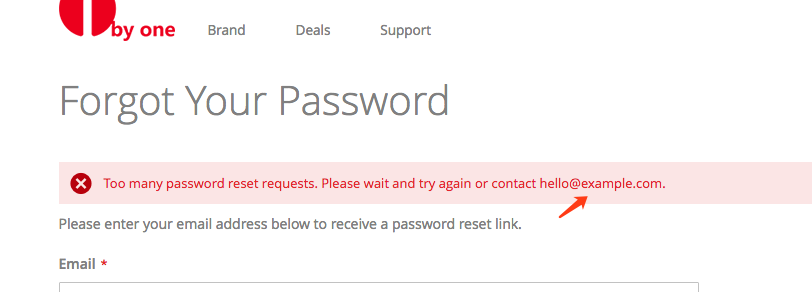 by one
Brand Deals Support
Forgot Your Password
Too many password reset requests. Please wait and try again or contact hello@example.com.
Please enter your email address below to receive a password reset link.
Email *